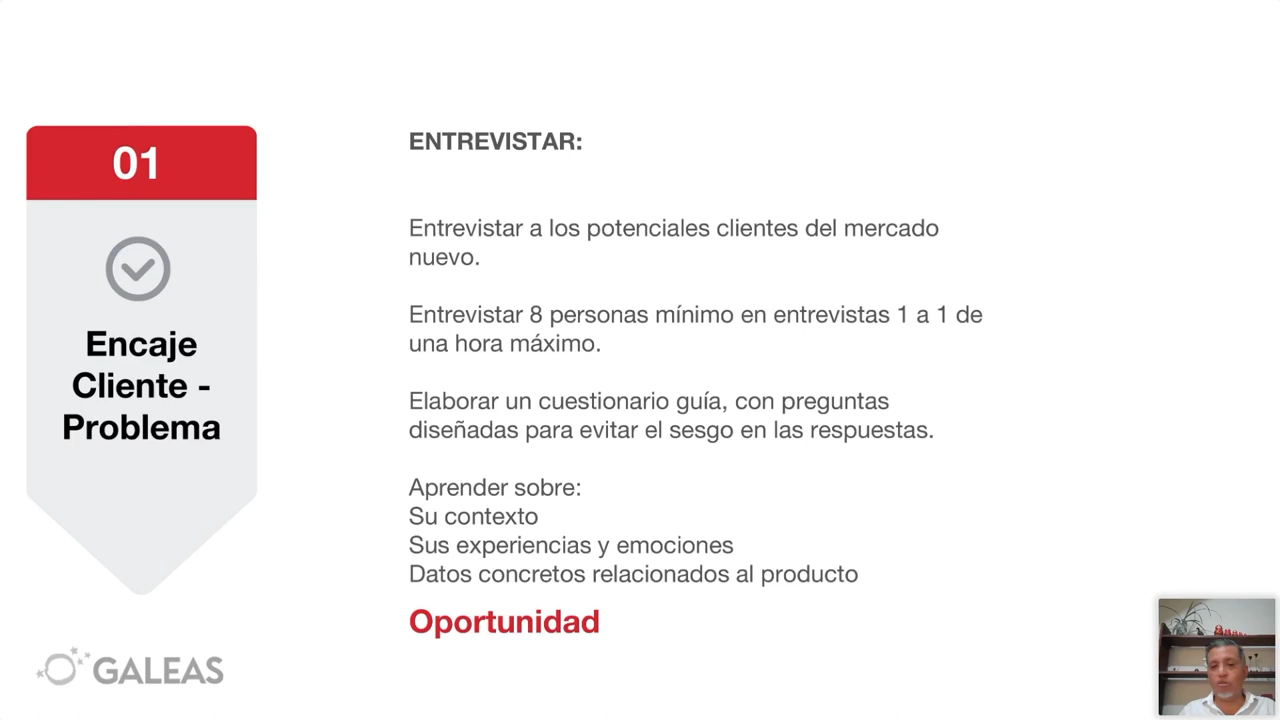 01
Encaje
Cliente -
Problema
ENTREVISTAR:
Entrevistar a los potenciales clientes del mercado
nuevo.
Entrevistar 8 personas mínimo en entrevistas 1 a 1 de
una hora máximo.
Elaborar un cuestionario guía, con preguntas
diseñadas para evitar el sesgo en las respuestas.
Aprender sobre:
Su contexto
Sus experiencias y emociones
Datos concretos relacionados al producto
Oportunidad
GALEAS